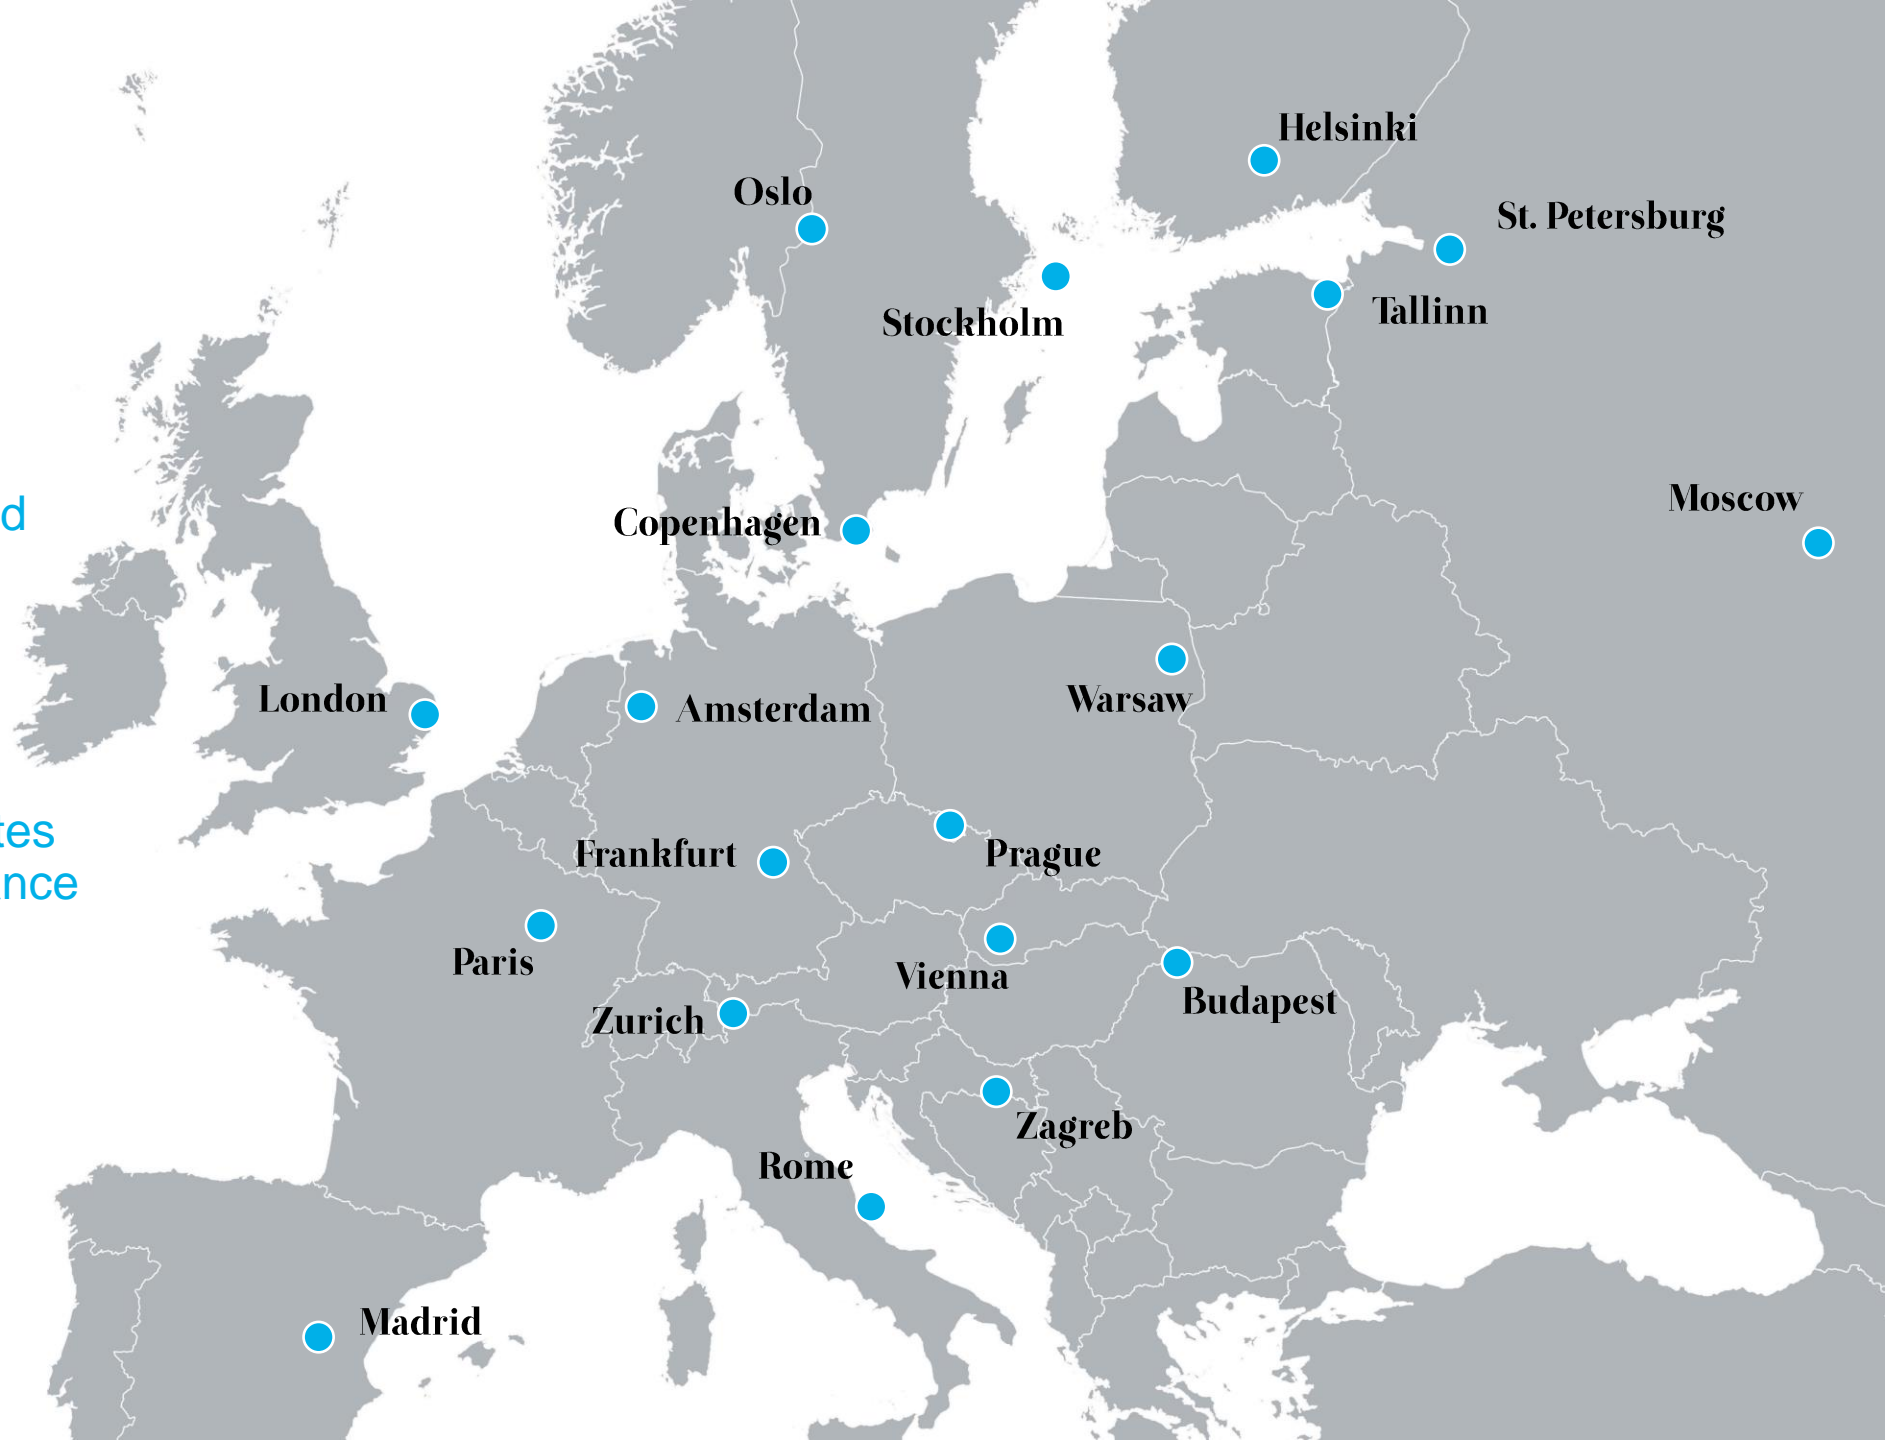 Helsinki
Oslo
St. Petersburg
Tallinn
Stockholm
Moscow
d
Copenhagen
London
Amsterdam
Warsaw
tes
Frankfurt
Prague
nce
Paris
Vienna
Budapest
Zurich
Zagreb
Rome
Madrid